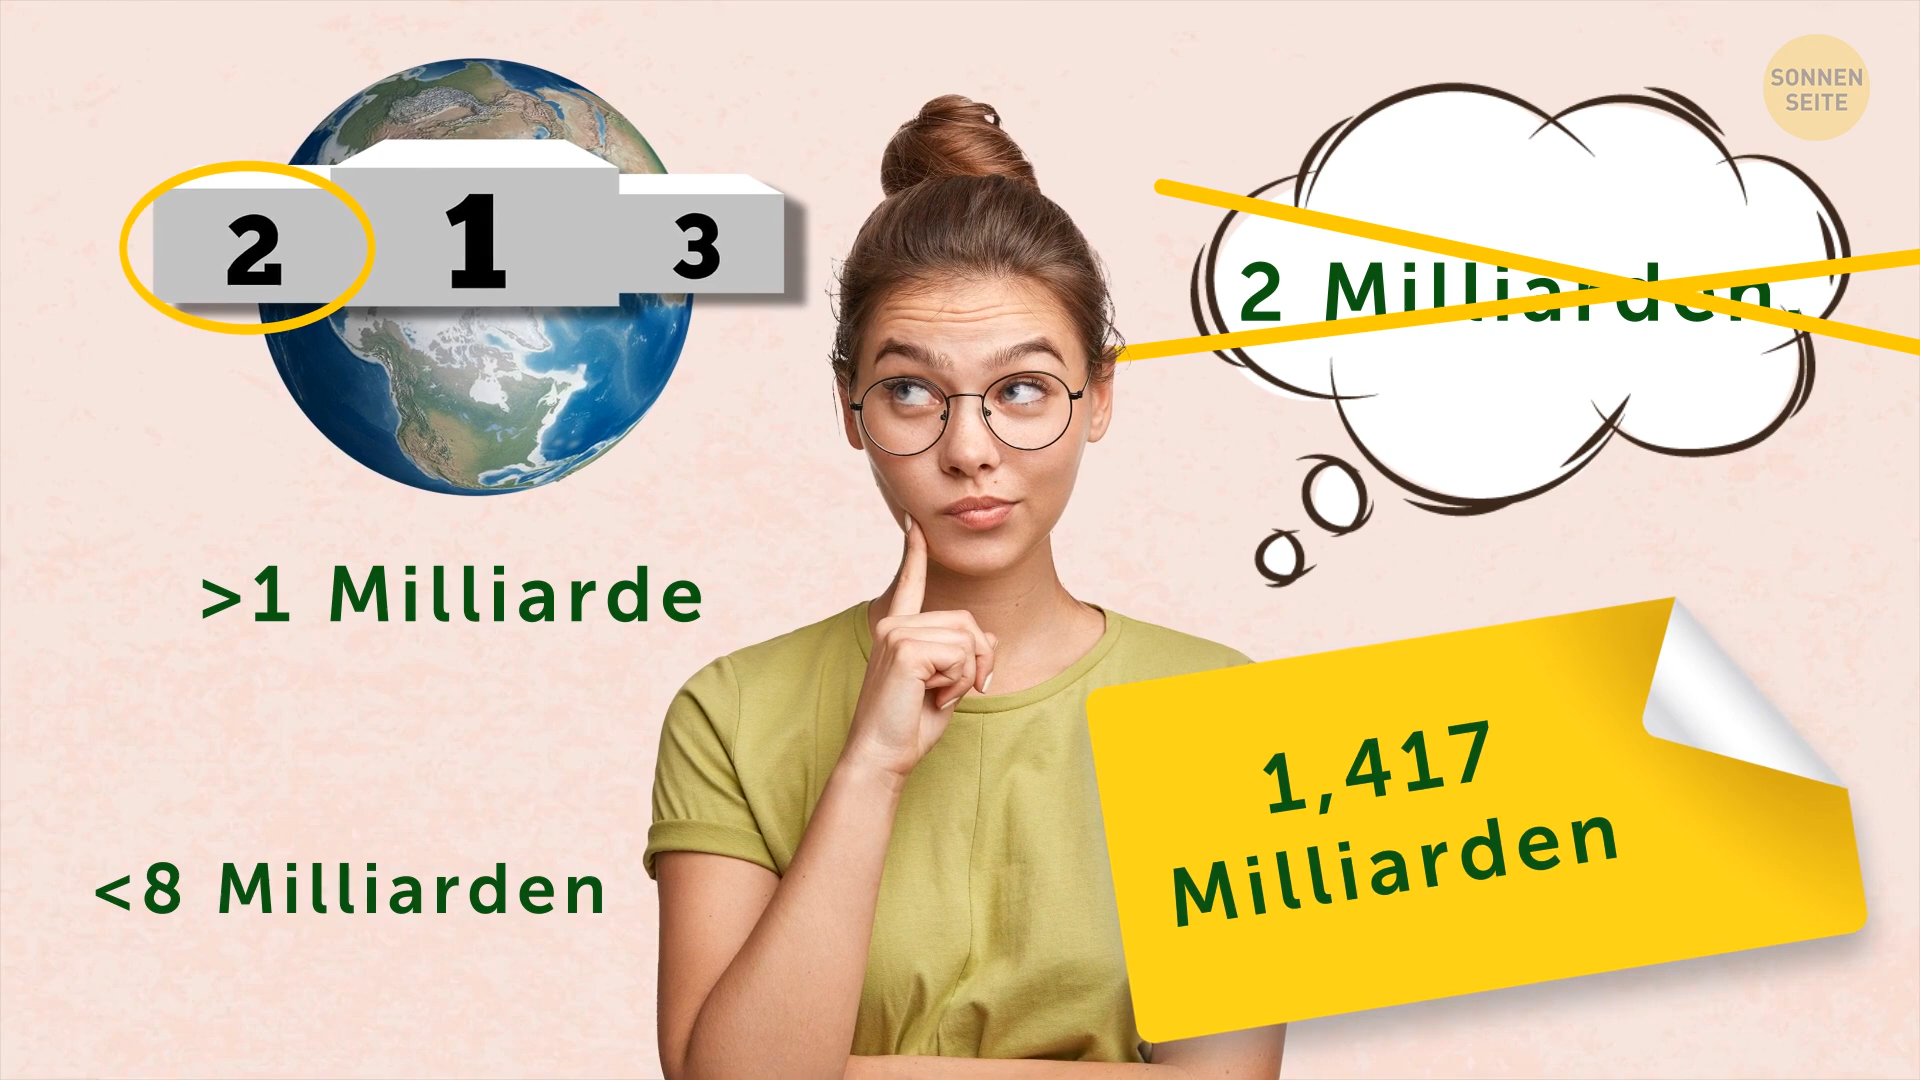 SONNEN
SEITE
2 1 3
2 Milliarden
>1 Milliarde
<8 Milliarden
1,417
Milliarden